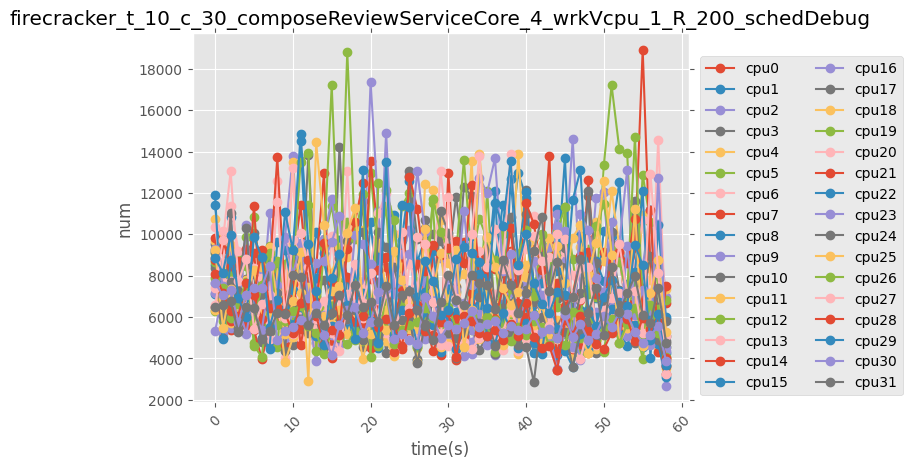 firecracker_t_10_c_30_composeReviewServiceCore_4_wrkVcpu_1_R_200_schedDebug
num
18000
16000
14000
12000
10000
8000
6000
4000
2000
0
10
20
30
40
50
60
time(s)
cpu0
cpu1
cpu2
cpu3
cpu4
cpu5
cpu6
cpu7
cpu8
cpu9
cpu10
cpu11
cpu12
cpu13
cpu14
cpu15
cpu16
cpu17
cpu18
cpu19
cpu20
cpu21
cpu22
cpu23
cpu24
cpu25
cpu26
cpu27
cpu28
cpu29
cpu30
cpu31